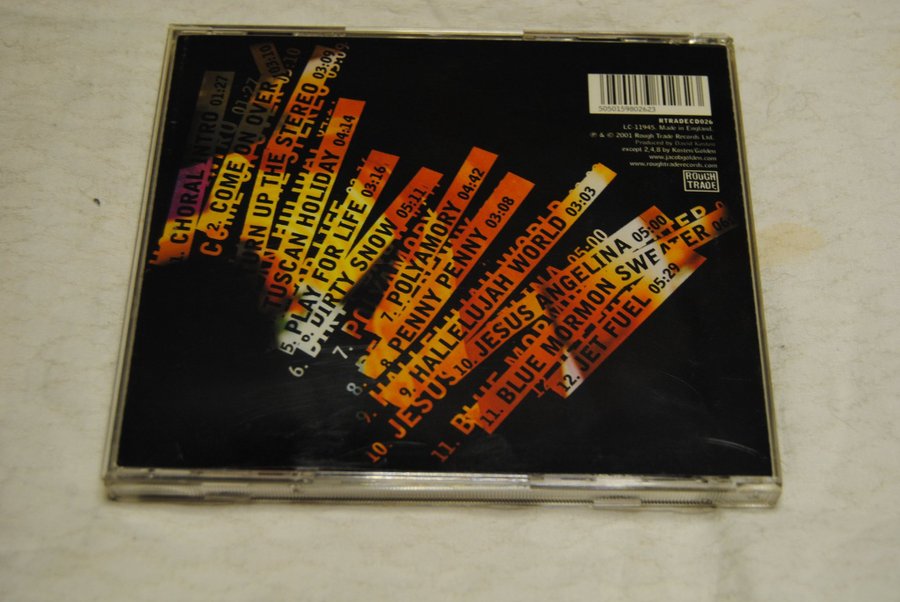 1. CHORAL INTRO 01:27
2. COME ON OVER 03:10
TURN UP THE STEREO 03:09
TUSCAN HOLIDAY 04:14
5. PLAY FOR LIFE 03:16
6. DIRTY SNOW 05:11
7. POLYAMORY 04:42
8. PENNY PENNY 03:08
9. HALLELUJAH WORLD 03:03
10. JESUS ANGELINA 05:00
11. BLUE MORMON SWEATER 06:
12. JET FUEL 05:29
5050159802623
RTRADECD026
LC 11945. Made in England.
℗ & © 2001 Rough Trade Records Ltd.
Produced by David Kosten
except 2,4,8 by Kosten/Golden
www.jacobgolden.com
www.roughtraderecords.com
ROUGH
TRADE